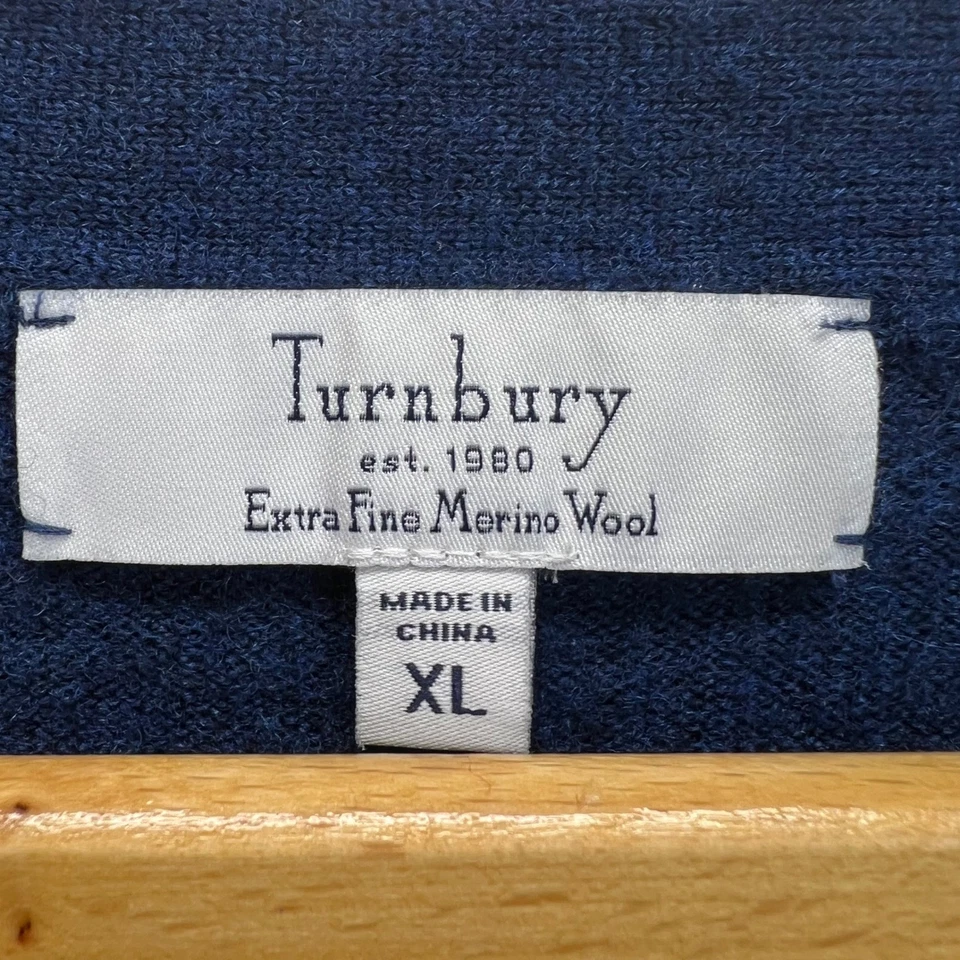 Turnbury
est. 1980
Extra Fine Merino Wool
MADE IN
CHINA
XL